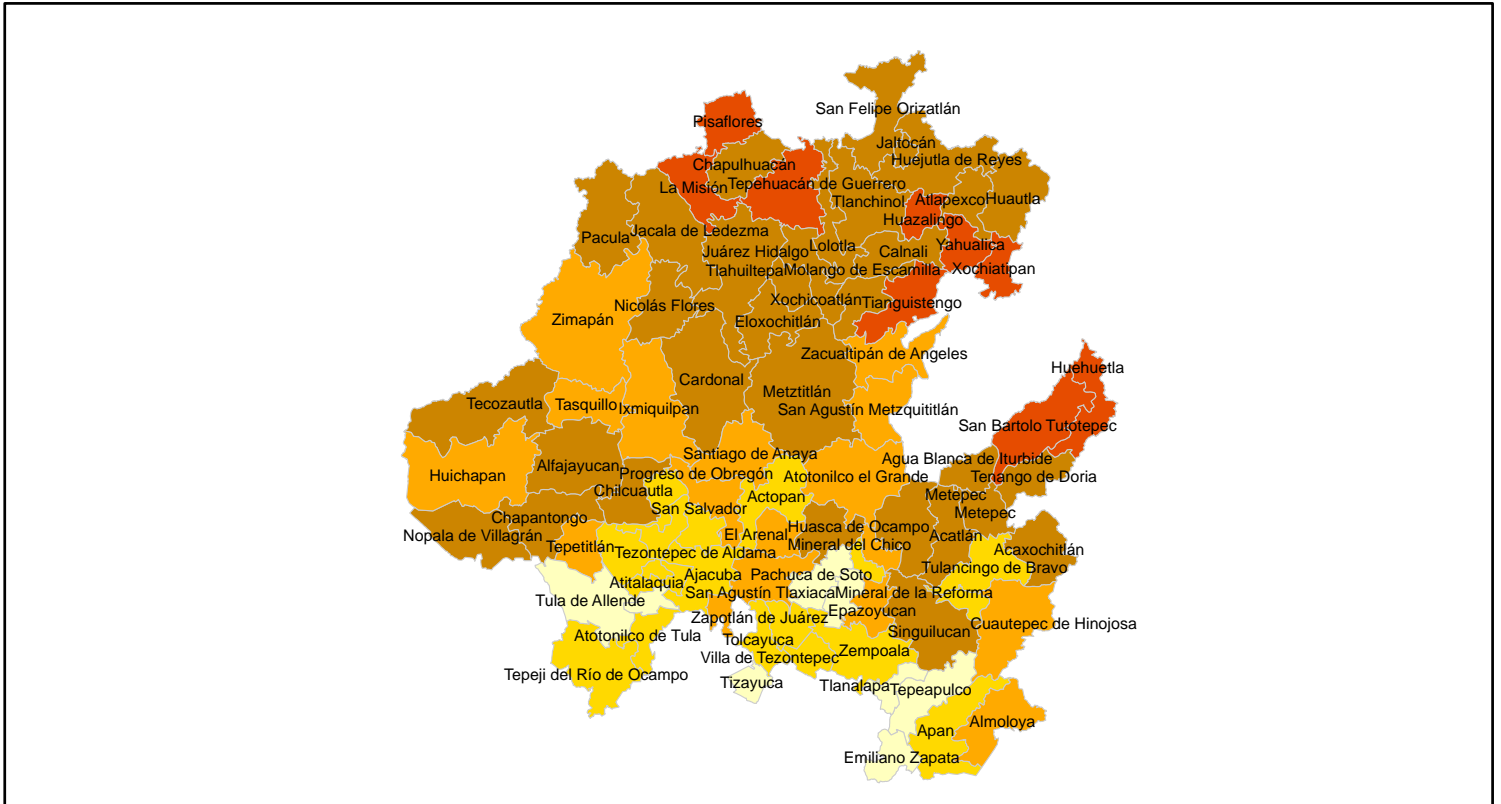 San Felipe Orizatlán
Pisaflores
Jaltocán
Huejutla de Reyes
Chapulhuacán
La Misión
Tepehuacán de Guerrero
Tlanchinol
Atlapexco
Huautla
Huazalingo
Jacala de Ledezma
Pacula
Juárez Hidalgo
Lolotla
Calnali
Yahualica
Tlahuiltepa
Molango de Escamilla
Xochiatipan
Nicolás Flores
Xochicoatlán
Tianguistengo
Zimapán
Eloxochitlán
Zacualtipán de Angeles
Huehuetla
Cardonal
Metztitlán
Tecozautla
Tasquillo
Ixmiquilpan
San Agustín Metzquititlán
San Bartolo Tutotepec
Santiago de Anaya
Agua Blanca de Iturbide
Huichapan
Alfajayucan
Progreso de Obregón
Atotonilco el Grande
Tenango de Doria
Chilcuautla
Actopan
Metepec
San Salvador
Metepec
Chapantongo
Nopala de Villagrán
El Arenal
Huasca de Ocampo
Acatlán
Tepetitlán
Tezontepec de Aldama
Mineral del Chico
Acaxochitlán
Tulancingo de Bravo
Atitalaquia
Ajacuba
Pachuca de Soto
Tula de Allende
San Agustín Tlaxiaca
Mineral de la Reforma
Epazoyucan
Zapotlán de Juárez
Cuautepec de Hinojosa
Atotonilco de Tula
Tolcayuca
Singuilucan
Villa de Tezontepec
Zempoala
Tepeji del Río de Ocampo
Tizayuca
Tlanalapa
Tepeapulco
Apan
Almoloya
Emiliano Zapata